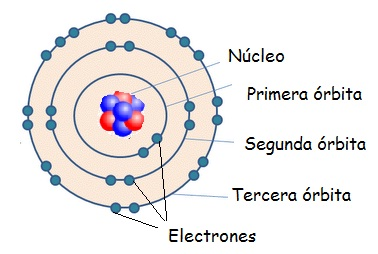 Núcleo
Primera órbita
Segunda órbita
Tercera órbita
Electrones